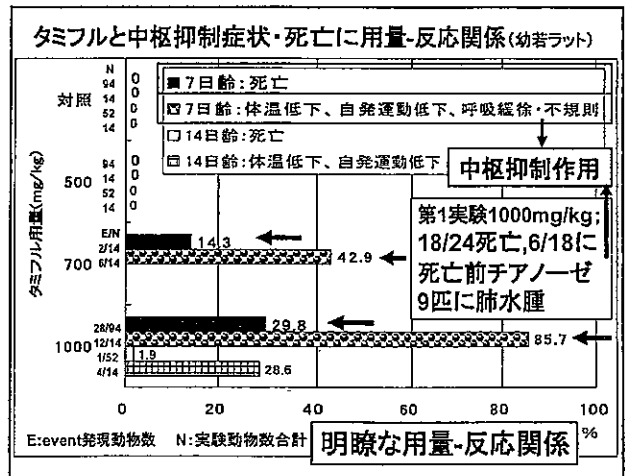 タミフルと中枢抑制症状・死亡に用量-反応関係(幼若ラット)
N
対照
94 0
14 0
52 0
14 0
■7日齢:死亡
7日齢:体温低下、自発運動低下、呼吸緩徐・不規則
□14日齢:死亡
14日齢:体温低下、自発運動低下
中枢抑制作用
タミフル用量(mg/kg)
500
94 0
14 0
52 0
14 0
第1実験1000mg/kg;
18/24死亡,6/18に
死亡前チアノーゼ
9匹に肺水腫
700
E/N
2/14 14.3
6/14 42.9
1000
28/94 29.8
12/14 85.7
1/52 1.9
4/14 28.6
0 20 40 60 80 100
%
E:event発現動物数 N:実験動物数合計
明瞭な用量-反応関係